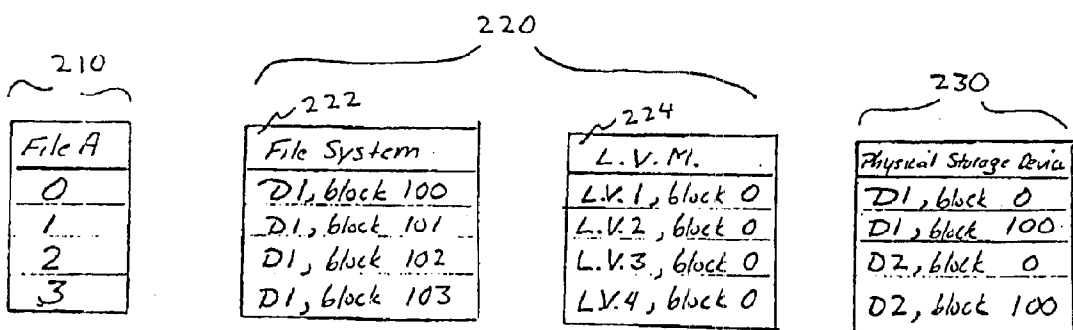 220
210
230
222
224
File A
0
1
2
3
File System
D1, block 100
D1, block 101
D1, block 102
D1, block 103
L.V.M.
L.V.1, block 0
L.V.2, block 0
L.V.3, block 0
L.V.4, block 0
Physical Storage Device
D1, block 0
D1, block 100
D2, block 0
D2, block 100